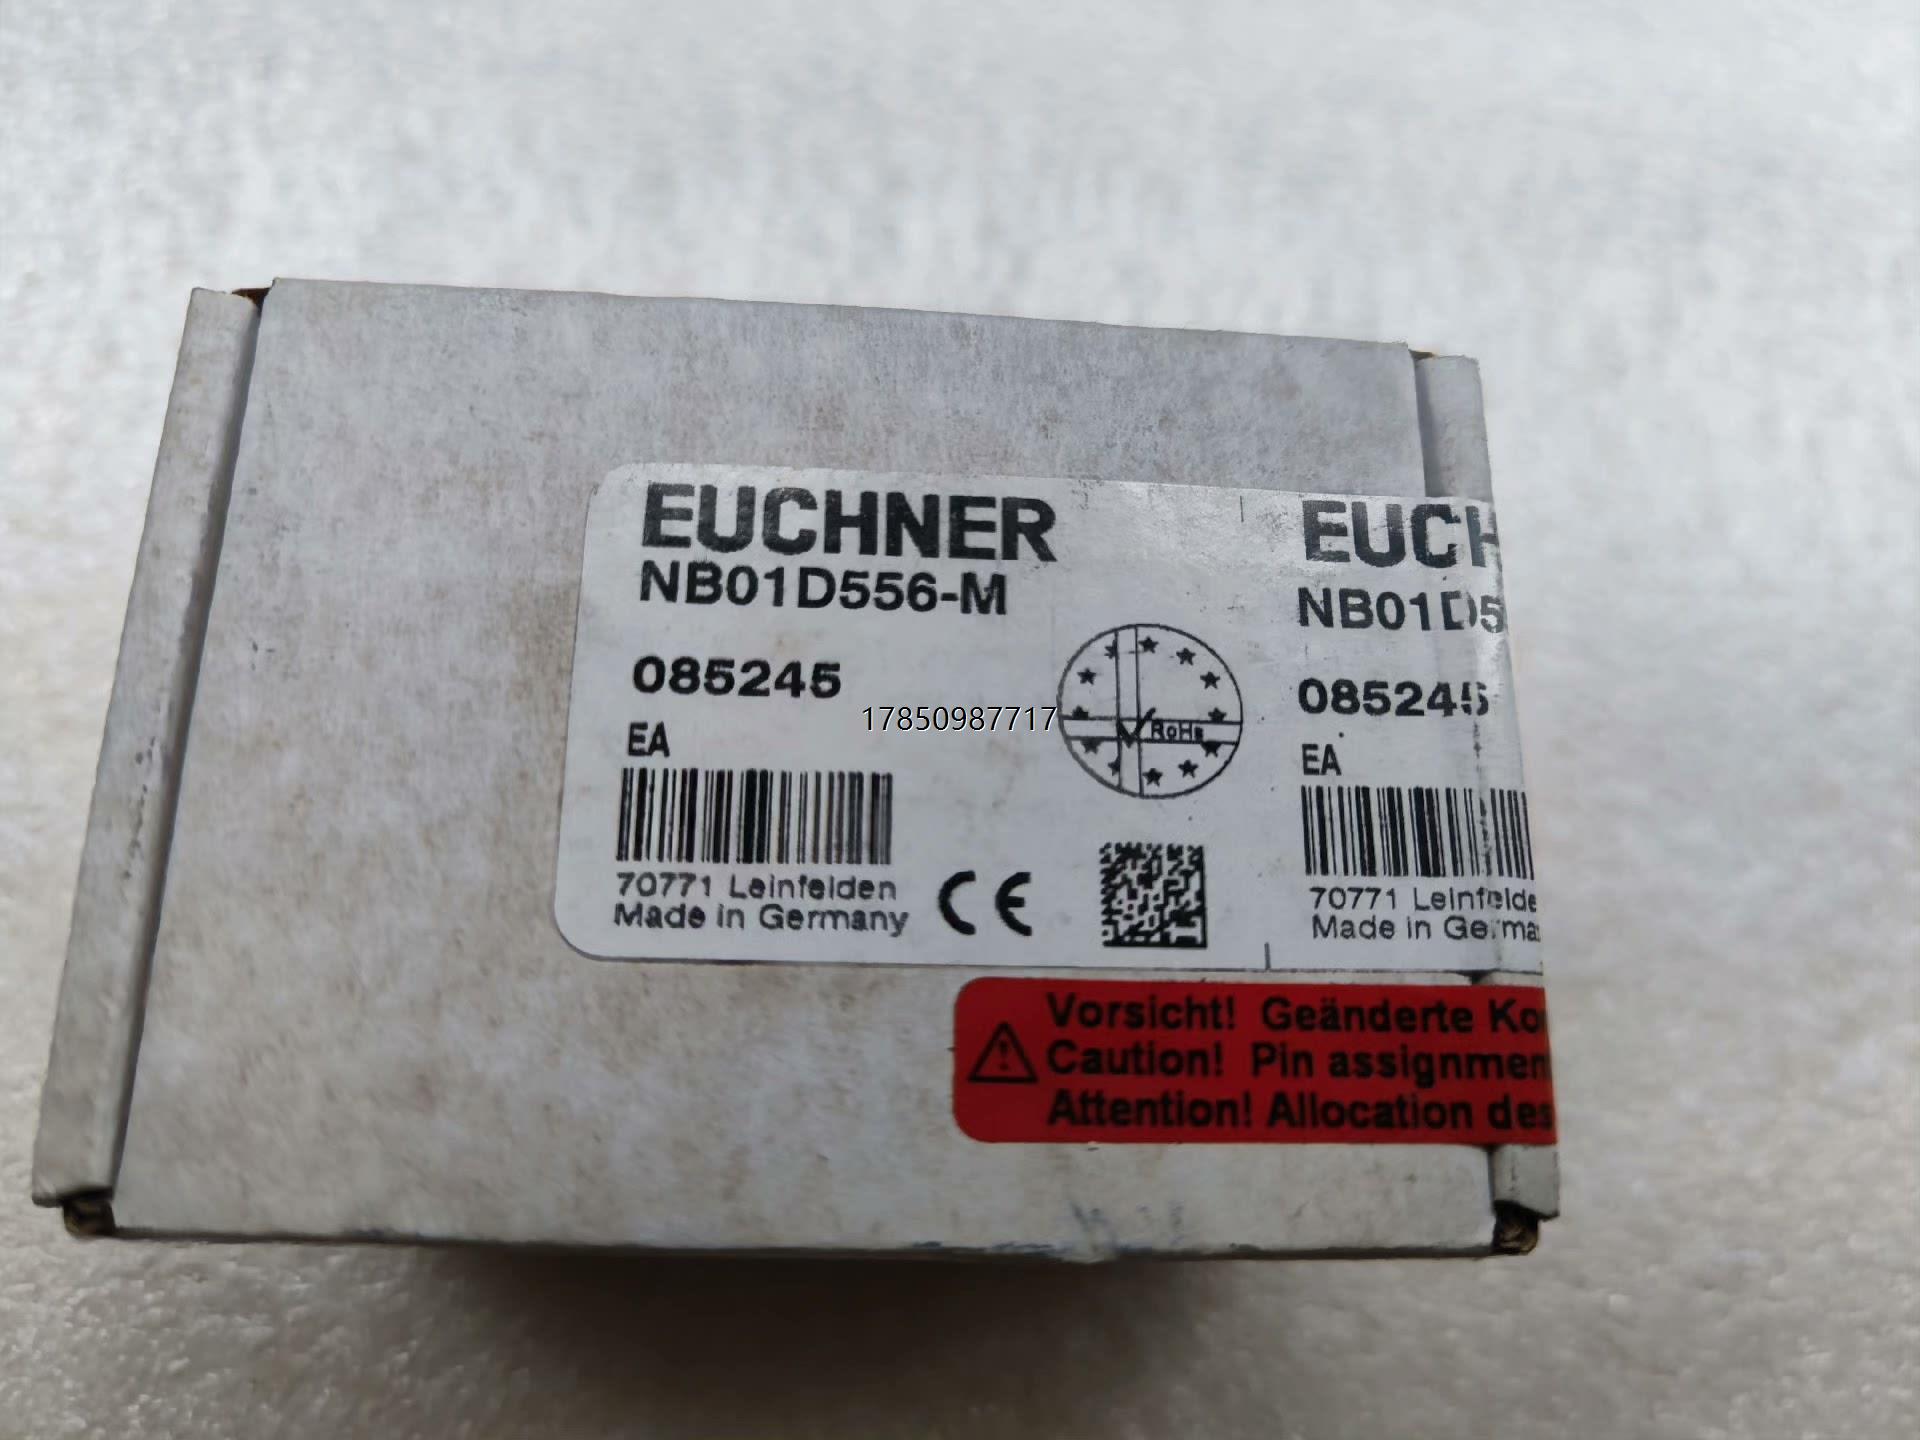 EUCHNER
NB01D556-M
085245
EA
70771 Leinfelden
Made in Germany
CE
RoHs
17850987717
EUCH
NB01D5
085245
EA
70771 Leinfelde
Made in Germa
Vorsicht! Geänderte Ko
Caution! Pin assignmen
Attention! Allocation des